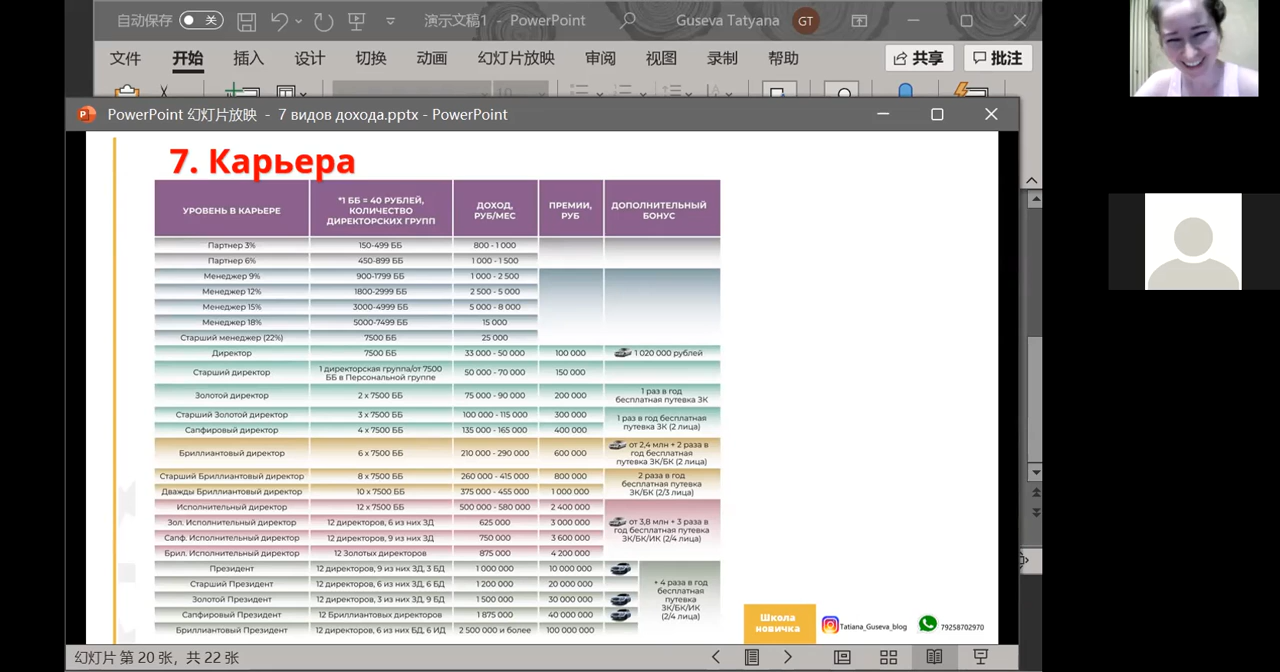 自动保存 关 演示文稿1 - PowerPoint Guseva Tatyana GT
文件 开始 插入 设计 切换 动画 幻灯片放映 审阅 视图 录制 帮助 共享 批注
PowerPoint 幻灯片放映 - 7 видов дохода.pptx - PowerPoint
7. Карьера
УРОВЕНЬ В КАРЬЕРЕ
*1 ББ = 40 РУБЛЕЙ,
КОЛИЧЕСТВО
ДИРЕКТОРСКИХ ГРУПП
ДОХОД,
РУБ/МЕС
ПРЕМИИ,
РУБ
ДОПОЛНИТЕЛЬНЫЙ
БОНУС
Партнер 3% 150-499 ББ 800 - 1 000
Партнер 6% 450-899 ББ 1 000 - 1 500
Менеджер 9% 900-1799 ББ 1 000 - 2 500
Менеджер 12% 1800-2999 ББ 2 500 - 5 000
Менеджер 15% 3000-4999 ББ 5 000 - 8 000
Менеджер 18% 5000-7499 ББ 15 000
Старший менеджер (22%) 7500 ББ 25 000
Директор 7500 ББ 33 000 - 50 000 100 000 1 020 000 рублей
Старший директор
1 директорская группа/от 7500
ББ в Персональной группе
50 000 - 70 000 150 000
Золотой директор 2 x 7500 ББ 75 000 - 90 000 200 000
1 раз в год
бесплатная путевка ЗК
Старший Золотой директор 3 x 7500 ББ 100 000 - 115 000 300 000
Сапфировый директор 4 x 7500 ББ 135 000 - 165 000 400 000
1 раз в год бесплатная
путевка ЗК (2 лица)
Бриллиантовый директор 6 x 7500 ББ 210 000 - 290 000 600 000
от 2,4 млн + 2 раза в
год бесплатная
путевка ЗК/БК (2 лица)
Старший Бриллиантовый директор 8 x 7500 ББ 260 000 - 415 000 800 000
Дважды Бриллиантовый директор 10 x 7500 ББ 375 000 - 455 000 1 000 000
2 раза в год
бесплатная путевка
ЗК/БК (2/3 лица)
Исполнительный директор 12 x 7500 ББ 500 000 - 580 000 2 400 000
Зол. Исполнительный директор 12 директоров, 6 из них ЗД 625 000 3 000 000
Сапф. Исполнительный директор 12 директоров, 9 из них ЗД 750 000 3 600 000
Брил. Исполнительный директор 12 Золотых директоров 875 000 4 200 000
от 3,8 млн + 3 раза в
год бесплатная путевка
ЗК/БК/ИК (2/4 лица)
Президент 12 директоров, 9 из них ЗД, 3 БД 1 000 000 10 000 000
Старший Президент 12 директоров, 6 из них ЗД, 6 БД 1 200 000 20 000 000
Золотой Президент 12 директоров, 3 из них ЗД, 9 БД 1 500 000 30 000 000
Сапфировый Президент 12 Бриллиантовых директоров 1 875 000 40 000 000
Бриллиантовый Президент 12 директоров, 6 из них БД, 6 ИД 2 500 000 и более 100 000 000
+ 4 раза в год
бесплатная
путевка
ЗК/БК/ИК
(2/4 лица)
Школа
новичка
Tatiana_Guseva_blog 79258702970
幻灯片 第 20 张，共 22 张